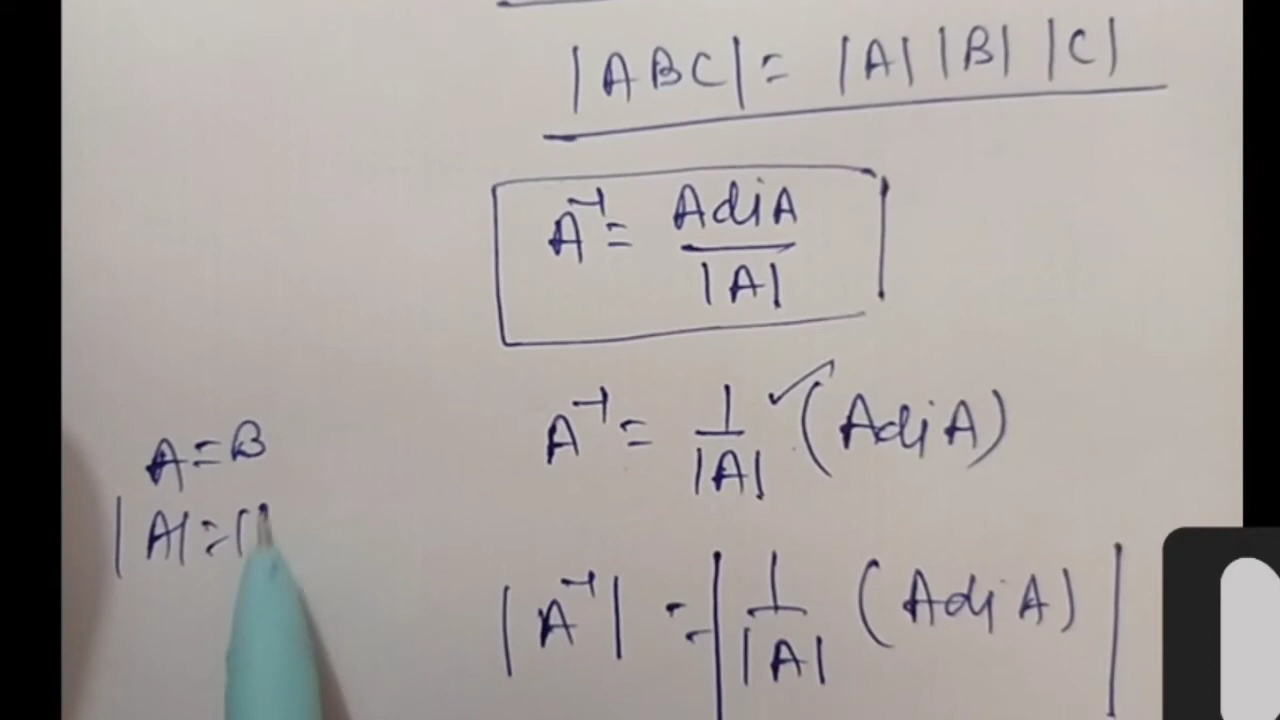 |ABC| = |A| |B| |C|
A⁻¹ = AdjA / |A|
A⁻¹ = 1/|A| (AdjA)
A = B
|A| = |
|A⁻¹| = | 1/|A| (AdjA) |